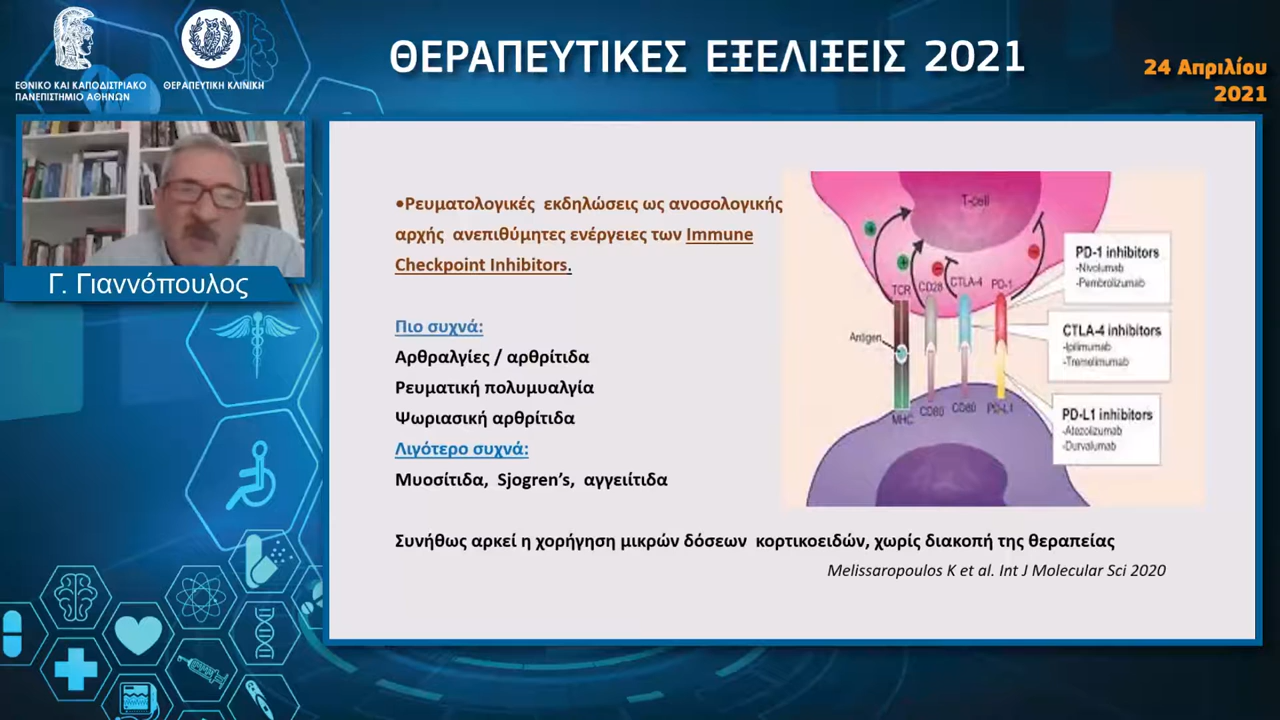 ΕΘΝΙΚΟ ΚΑΙ ΚΑΠΟΔΙΣΤΡΙΑΚΟ
ΠΑΝΕΠΙΣΤΗΜΙΟ ΑΘΗΝΩΝ
ΘΕΡΑΠΕΥΤΙΚΗ ΚΛΙΝΙΚΗ
ΘΕΡΑΠΕΥΤΙΚΕΣ ΕΞΕΛΙΞΕΙΣ 2021
24 Απριλίου
2021
Γ. Γιαννόπουλος
•Ρευματολογικές εκδηλώσεις ως ανοσολογικής
αρχής ανεπιθύμητες ενέργειες των Immune
Checkpoint Inhibitors.
Πιο συχνά:
Αρθραλγίες / αρθρίτιδα
Ρευματική πολυμυαλγία
Ψωριασική αρθρίτιδα
Λιγότερο συχνά:
Μυοσίτιδα, Sjogren’s, αγγειίτιδα
Συνήθως αρκεί η χορήγηση μικρών δόσεων κορτικοειδών, χωρίς διακοπή της θεραπείας
Melissaropoulos K et al. Int J Molecular Sci 2020
T-cell
TCR CD28 CTLA-4 PD-1
Antigen
MHC CD80 CD80 PD-L1
PD-1 inhibitors
-Nivolumab
-Pembrolizumab
CTLA-4 inhibitors
-Ipilimumab
-Tremelimumab
PD-L1 inhibitors
-Atezolizumab
-Durvalumab